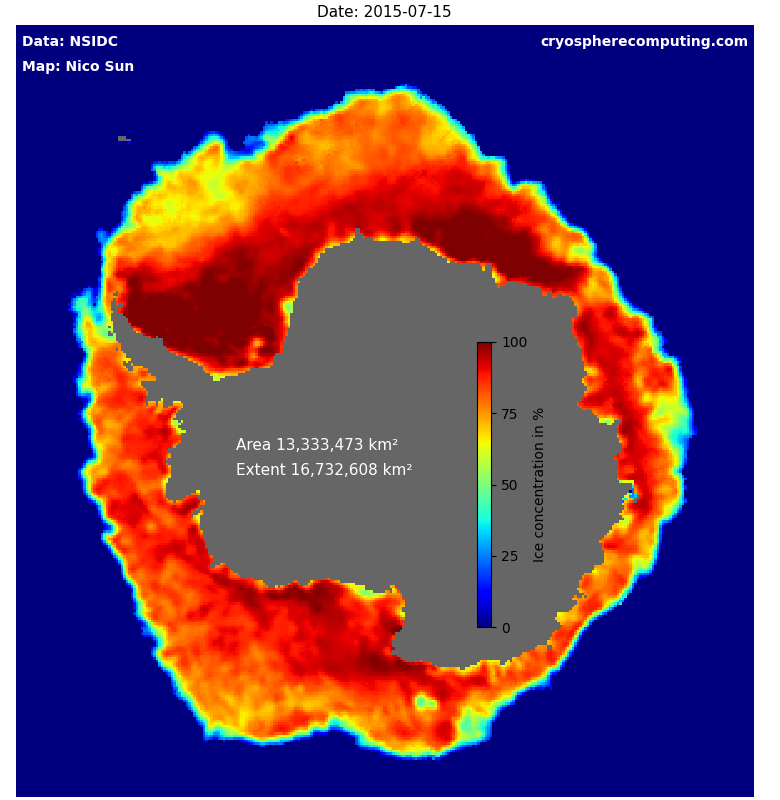 Date: 2015-07-15
Data: NSIDC
cryospherecomputing.com
Map: Nico Sun
100
75
50
25
0
Ice concentration in %
Area 13,333,473 km²
Extent 16,732,608 km²